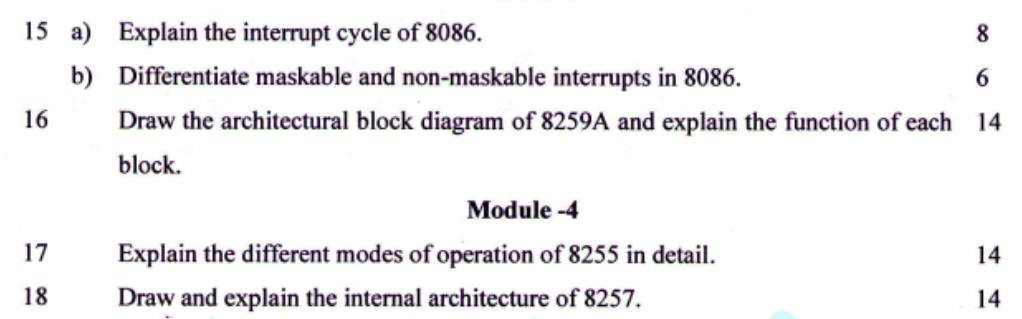 15 a) Explain the interrupt cycle of 8086. 8
b) Differentiate maskable and non-maskable interrupts in 8086. 6
16 Draw the architectural block diagram of 8259A and explain the function of each 14
block.
Module -4
17 Explain the different modes of operation of 8255 in detail. 14
18 Draw and explain the internal architecture of 8257. 14